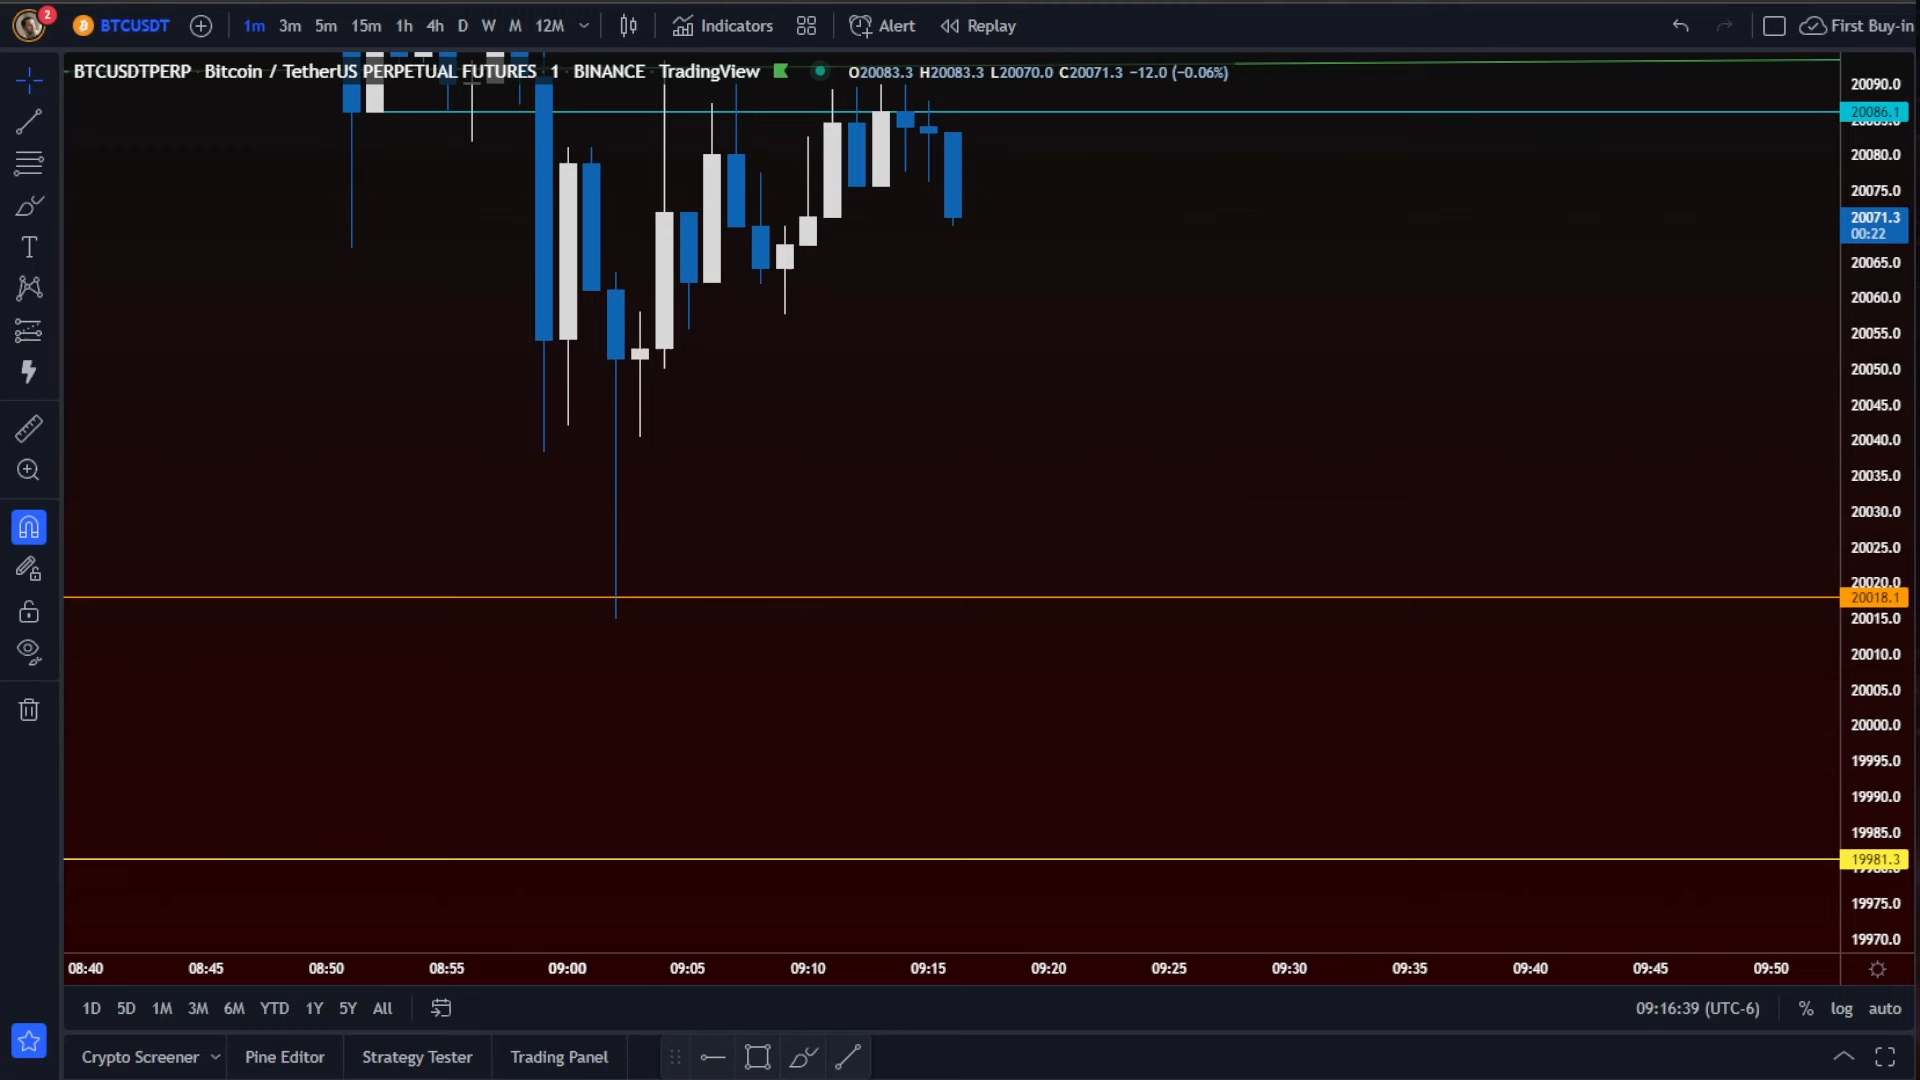 2
BTCUSDT
1m 3m 5m 15m 1h 4h D W M 12M
Indicators
Alert
Replay
First Buy-in
BTCUSDTPERP Bitcoin / TetherUS PERPETUAL FUTURES 1 BINANCE TradingView
O20083.3 H20083.3 L20070.0 C20071.3 −12.0 (−0.06%)
20090.0
20086.1
20080.0
20075.0
20071.3
00:22
20065.0
20060.0
20055.0
20050.0
20045.0
20040.0
20035.0
20030.0
20025.0
20020.0
20018.1
20015.0
20010.0
20005.0
20000.0
19995.0
19990.0
19985.0
19981.3
19975.0
19970.0
08:40 08:45 08:50 08:55 09:00 09:05 09:10 09:15 09:20 09:25 09:30 09:35 09:40 09:45 09:50
1D 5D 1M 3M 6M YTD 1Y 5Y All
09:16:39 (UTC-6)
% log auto
Crypto Screener
Pine Editor
Strategy Tester
Trading Panel